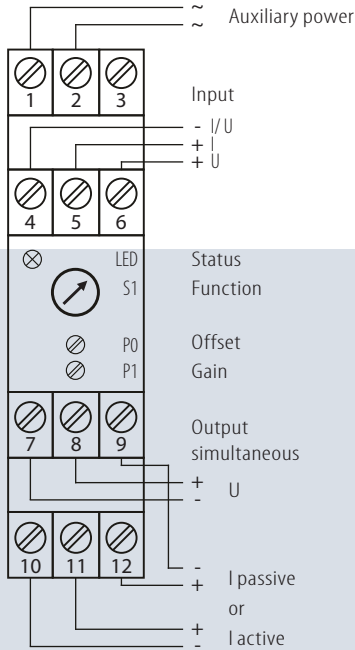 ~
~ Auxiliary power
1 2 3
Input
- I/U
+ I
+ U
4 5 6
LED Status
S1 Function
P0 Offset
P1 Gain
7 8 9
Output
simultaneous
+
- U
10 11 12
-
+ I passive
or
+
- I active